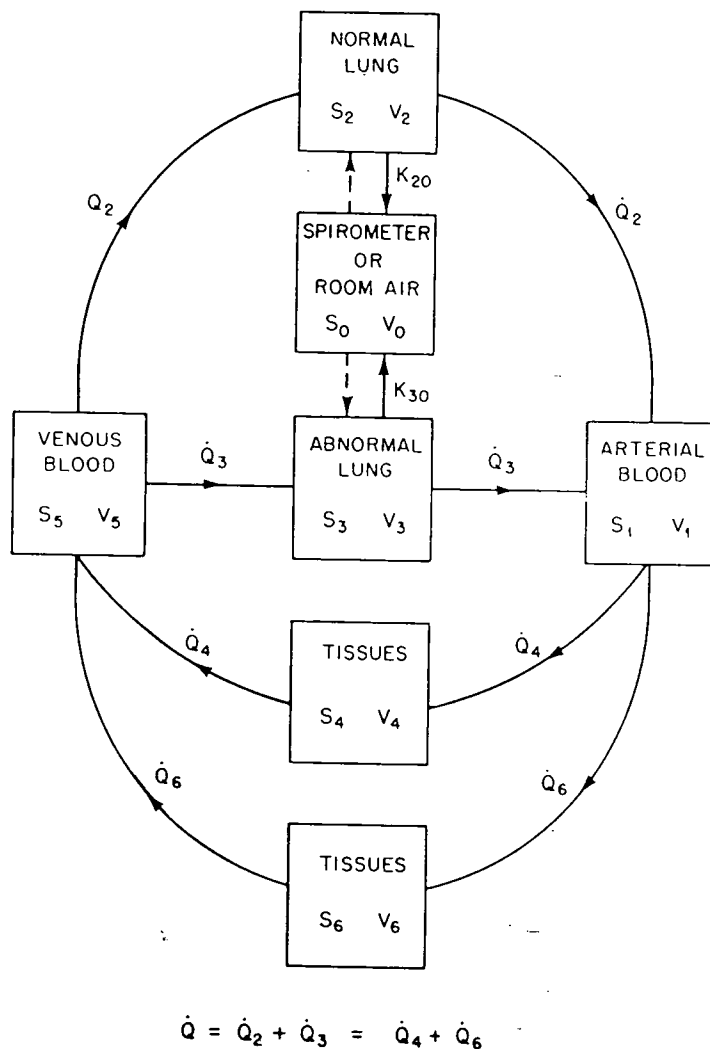 NORMAL
LUNG
S₂ V₂
K₂₀
Q₂
Q̇₂
SPIROMETER
OR
ROOM AIR
S₀ V₀
K₃₀
VENOUS
BLOOD
S₅ V₅
Q̇₃
ABNORMAL
LUNG
S₃ V₃
Q̇₃
ARTERIAL
BLOOD
S₁ V₁
Q̇₄
TISSUES
S₄ V₄
Q̇₄
Q̇₆
TISSUES
S₆ V₆
Q̇₆
Q̇ = Q̇₂ + Q̇₃ = Q̇₄ + Q̇₆